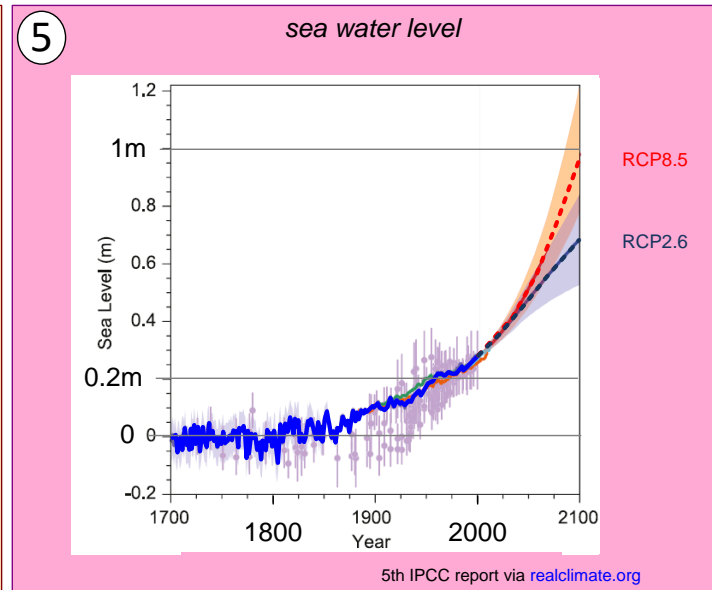 5
sea water level
1.2
1m
0.8
0.6
0.4
0.2m
0
-0.2
Sea Level (m)
1700
1800
1900
2000
2100
Year
RCP8.5
RCP2.6
5th IPCC report via realclimate.org